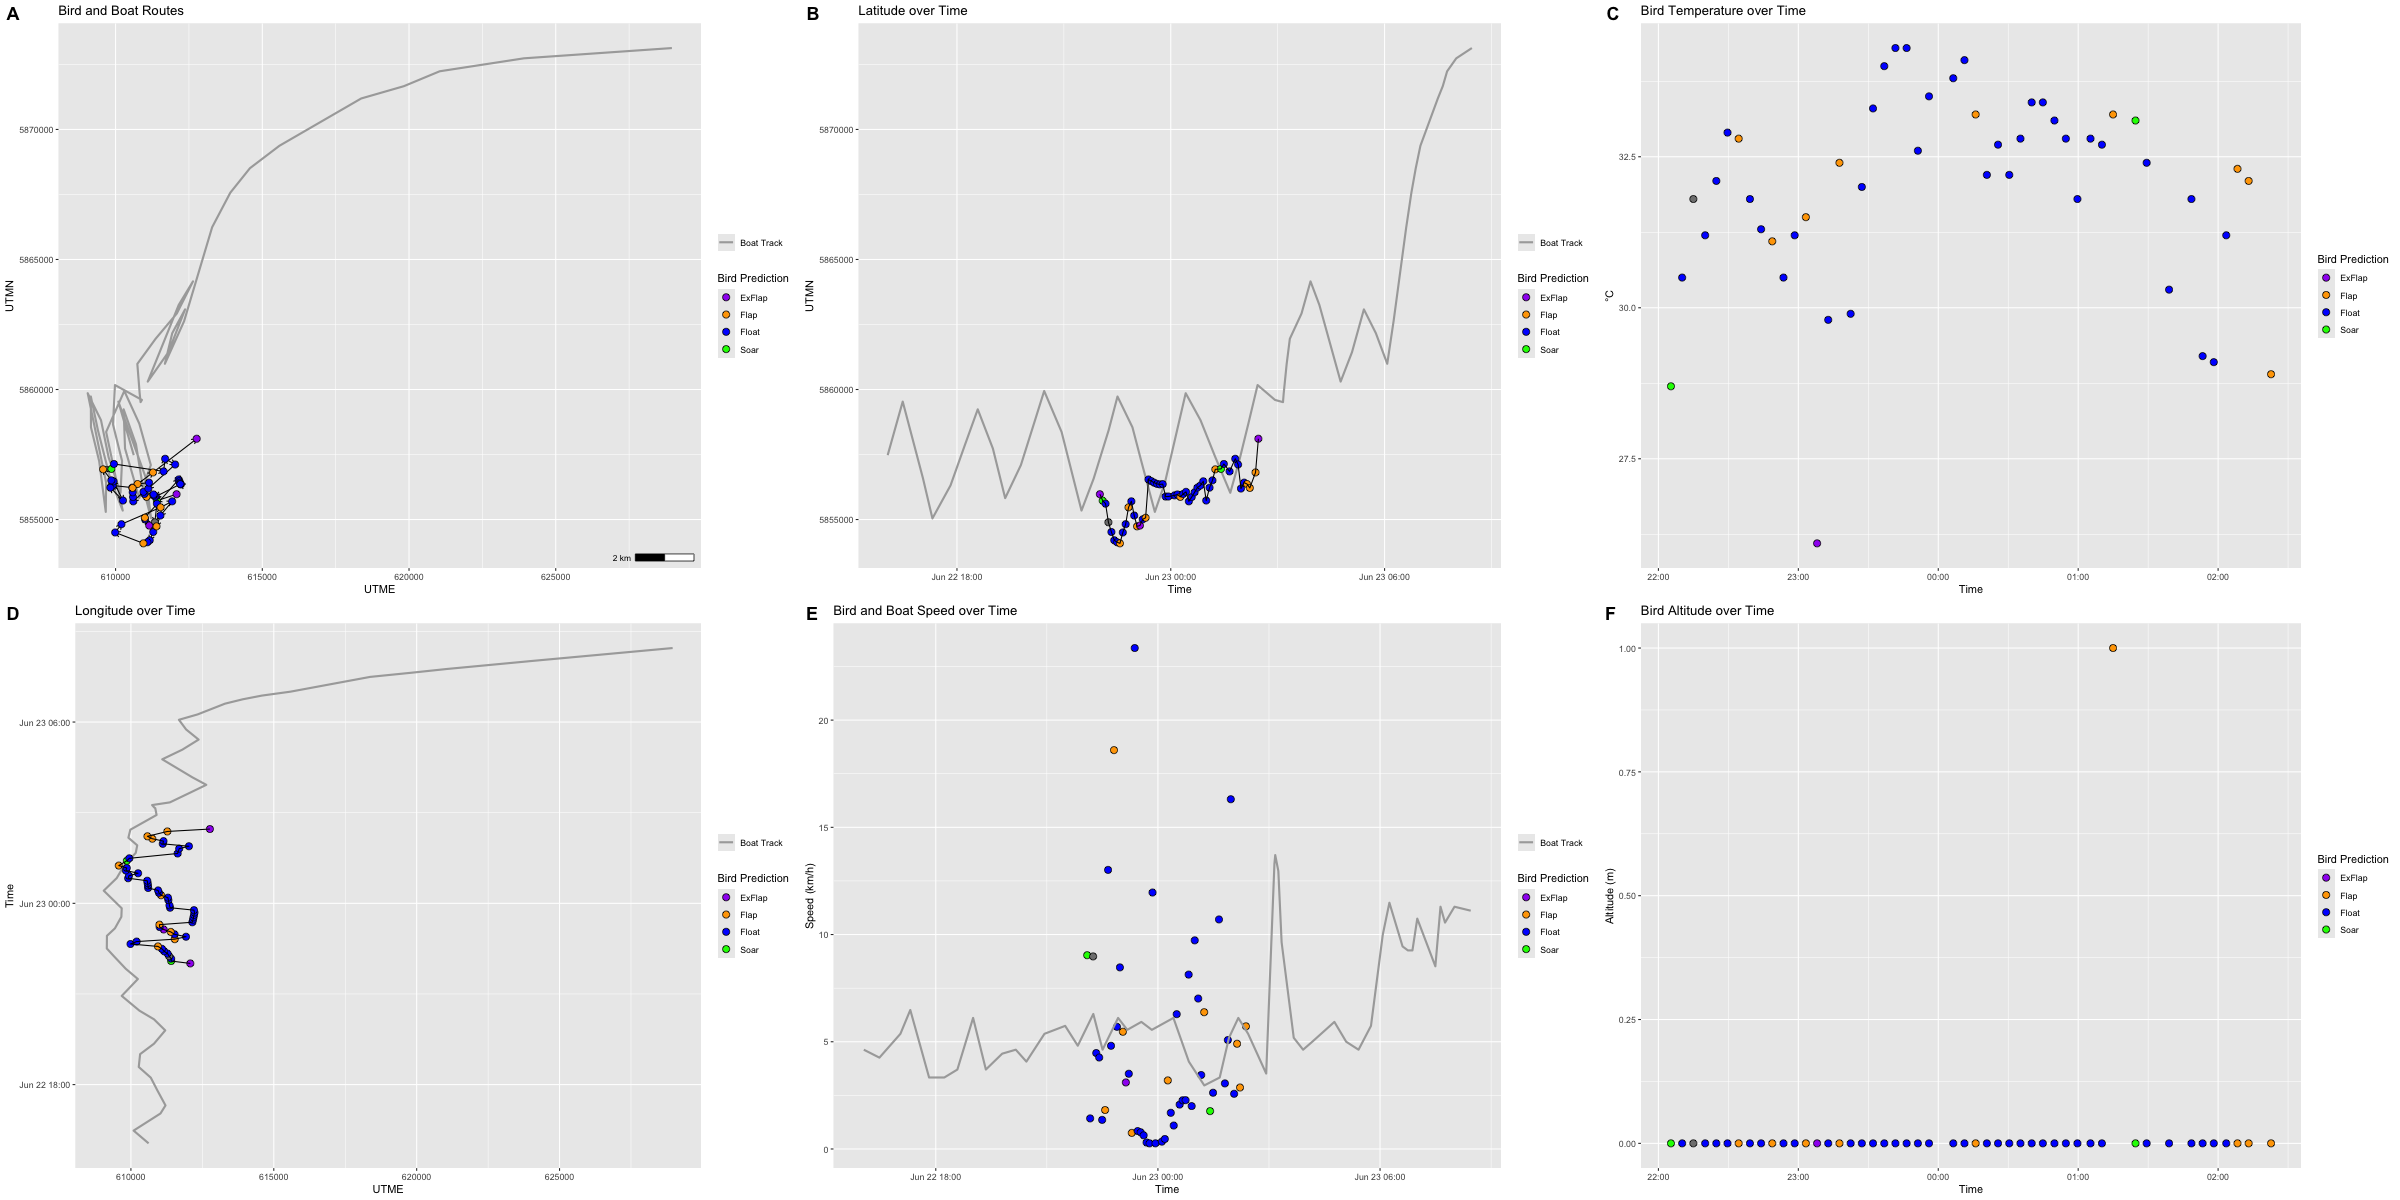 A Bird and Boat Routes
5870000
5865000
5860000
5855000
UTMN
610000 615000 620000 625000
UTME
2 km
Boat Track
Bird Prediction
ExFlap
Flap
Float
Soar
B Latitude over Time
5870000
5865000
5860000
5855000
UTMN
Jun 22 18:00 Jun 23 00:00 Jun 23 06:00
Time
Boat Track
Bird Prediction
ExFlap
Flap
Float
Soar
C Bird Temperature over Time
32.5
30.0
27.5
°C
22:00 23:00 00:00 01:00 02:00
Time
Bird Prediction
ExFlap
Flap
Float
Soar
D Longitude over Time
Jun 23 06:00
Jun 23 00:00
Jun 22 18:00
Time
610000 615000 620000 625000
UTME
Boat Track
Bird Prediction
ExFlap
Flap
Float
Soar
E Bird and Boat Speed over Time
20
15
10
5
0
Speed (km/h)
Jun 22 18:00 Jun 23 00:00 Jun 23 06:00
Time
Boat Track
Bird Prediction
ExFlap
Flap
Float
Soar
F Bird Altitude over Time
1.00
0.75
0.50
0.25
0.00
Altitude (m)
22:00 23:00 00:00 01:00 02:00
Time
Bird Prediction
ExFlap
Flap
Float
Soar